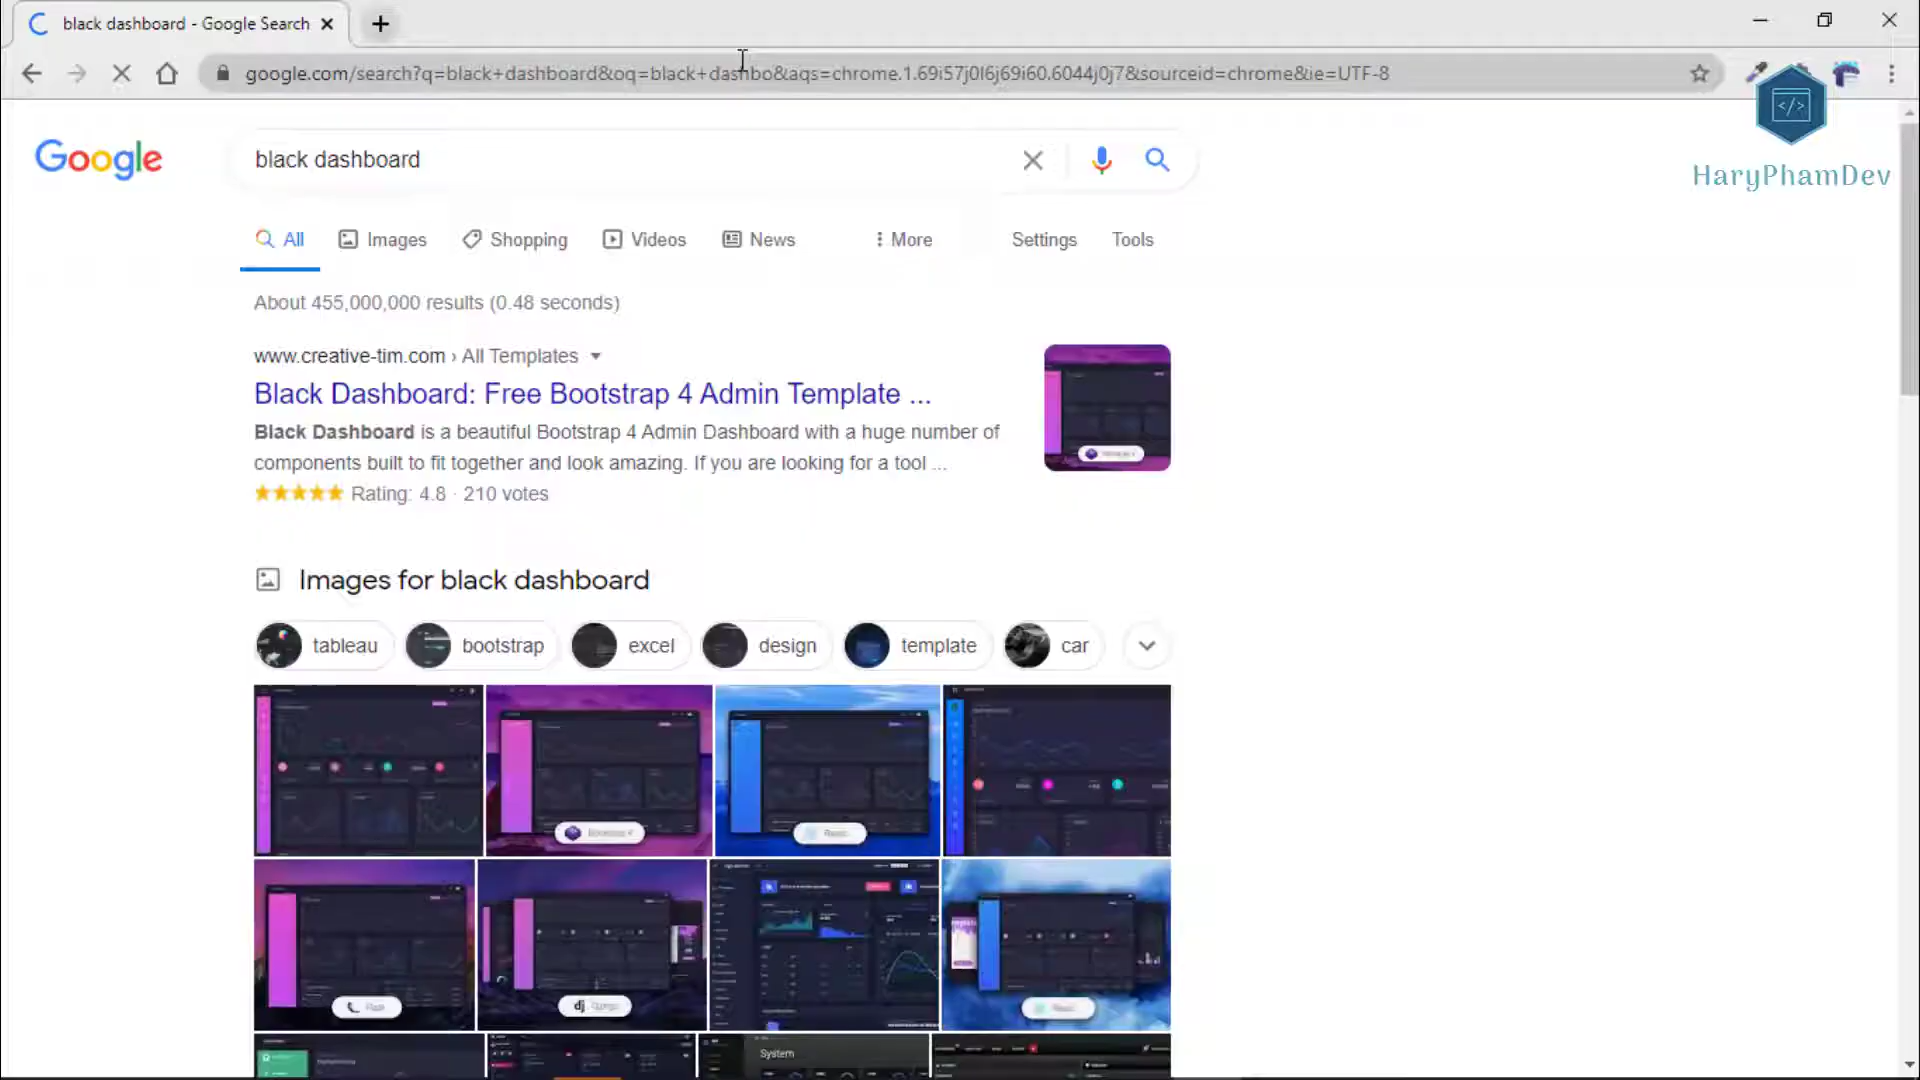 black dashboard - Google Search
google.com/search?q=black+dashboard&oq=black+dashbo&aqs=chrome.1.69i57j0l6j69i60.6044j0j7&sourceid=chrome&ie=UTF-8
</>
HaryPhamDev
Google
black dashboard
All
Images
Shopping
Videos
News
More
Settings
Tools
About 455,000,000 results (0.48 seconds)
www.creative-tim.com › All Templates
Black Dashboard: Free Bootstrap 4 Admin Template ...
Black Dashboard is a beautiful Bootstrap 4 Admin Dashboard with a huge number of
components built to fit together and look amazing. If you are looking for a tool ...
Rating: 4.8 · 210 votes
Images for black dashboard
tableau
bootstrap
excel
design
template
car
dj
System